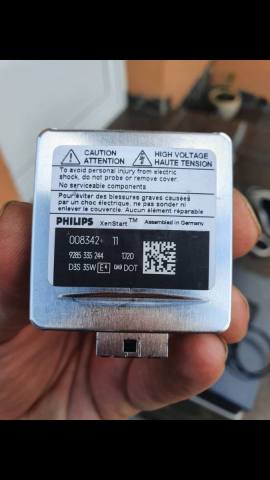 CAUTION
ATTENTION
HIGH VOLTAGE
HAUTE TENSION
To avoid personal injury from electric
shock, do not probe or remove cover.
No serviceable components
Pour éviter des blessures graves causées
par un choc électrique, ne pas sonder ni
enlever le couvercle. Aucun élément réparable
PHILIPS XenStart™ Assembled in Germany
008342 11
9285 335 244 1720
D3S 35W E4 DOT